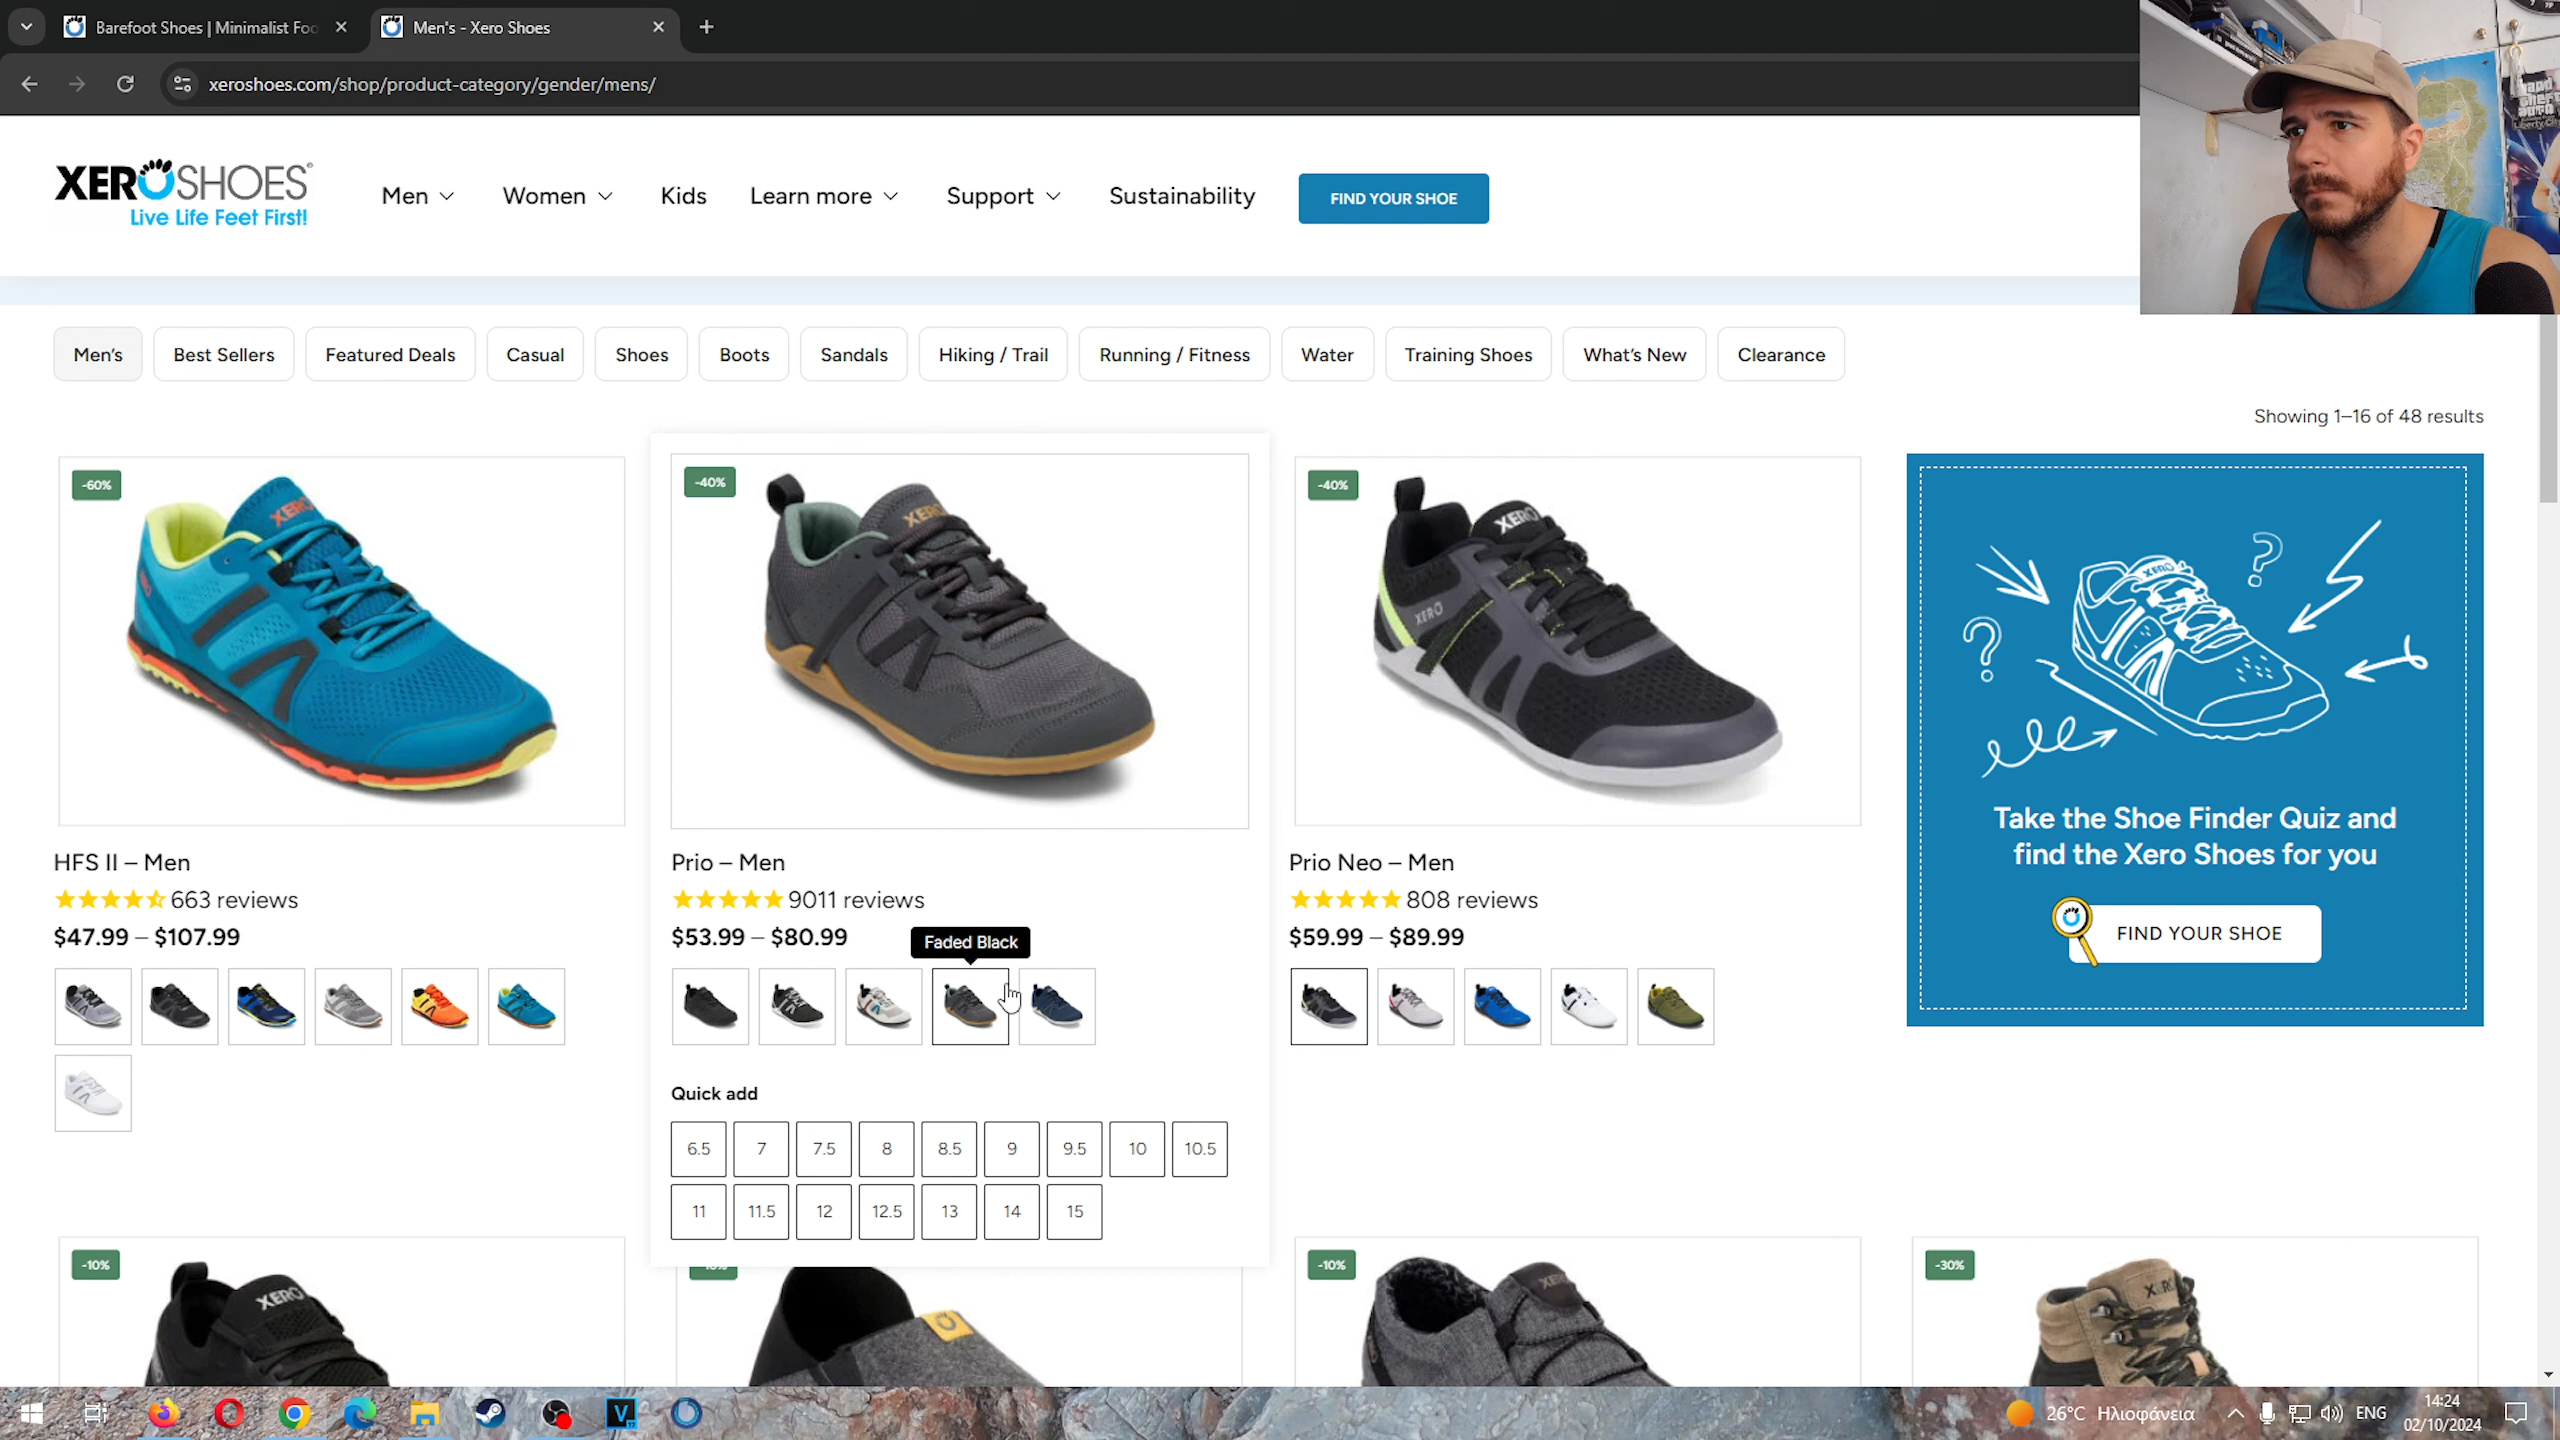 Barefoot Shoes | Minimalist Foo
Men's - Xero Shoes
xeroshoes.com/shop/product-category/gender/mens/
XEROSHOES®
Live Life Feet First!
Men
Women
Kids
Learn more
Support
Sustainability
FIND YOUR SHOE
Men's
Best Sellers
Featured Deals
Casual
Shoes
Boots
Sandals
Hiking / Trail
Running / Fitness
Water
Training Shoes
What's New
Clearance
Showing 1–16 of 48 results
-60%
XERO
-40%
XERO
-40%
XERO
XERO
XERO
Take the Shoe Finder Quiz and
find the Xero Shoes for you
FIND YOUR SHOE
HFS II – Men
663 reviews
$47.99 – $107.99
Prio – Men
9011 reviews
$53.99 – $80.99
Faded Black
Prio Neo – Men
808 reviews
$59.99 – $89.99
Quick add
6.5
7
7.5
8
8.5
9
9.5
10
10.5
11
11.5
12
12.5
13
14
15
-10%
XERO
-10%
XERO
-30%
26°C Ηλιοφάνεια
ENG
14:24
02/10/2024